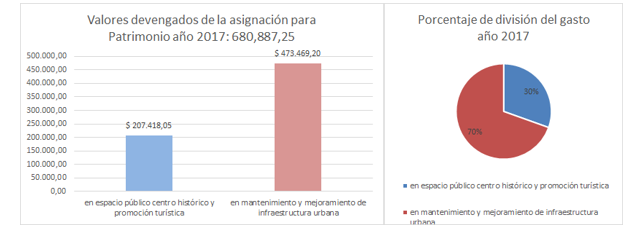 Valores devengados de la asignación para
Patrimonio año 2017: 680,887,25
500.000,00
450.000,00
400.000,00
350.000,00
300.000,00
250.000,00
200.000,00
150.000,00
100.000,00
50.000,00
0,00
$ 207.418,05
$ 473.469,20
en espacio público centro histórico y
promoción turística
en mantenimiento y mejoramiento de
infraestructura urbana
Porcentaje de división del gasto
año 2017
30%
70%
en espacio público centro histórico y promoción turística
en mantenimiento y mejoramiento de infraestructura
urbana